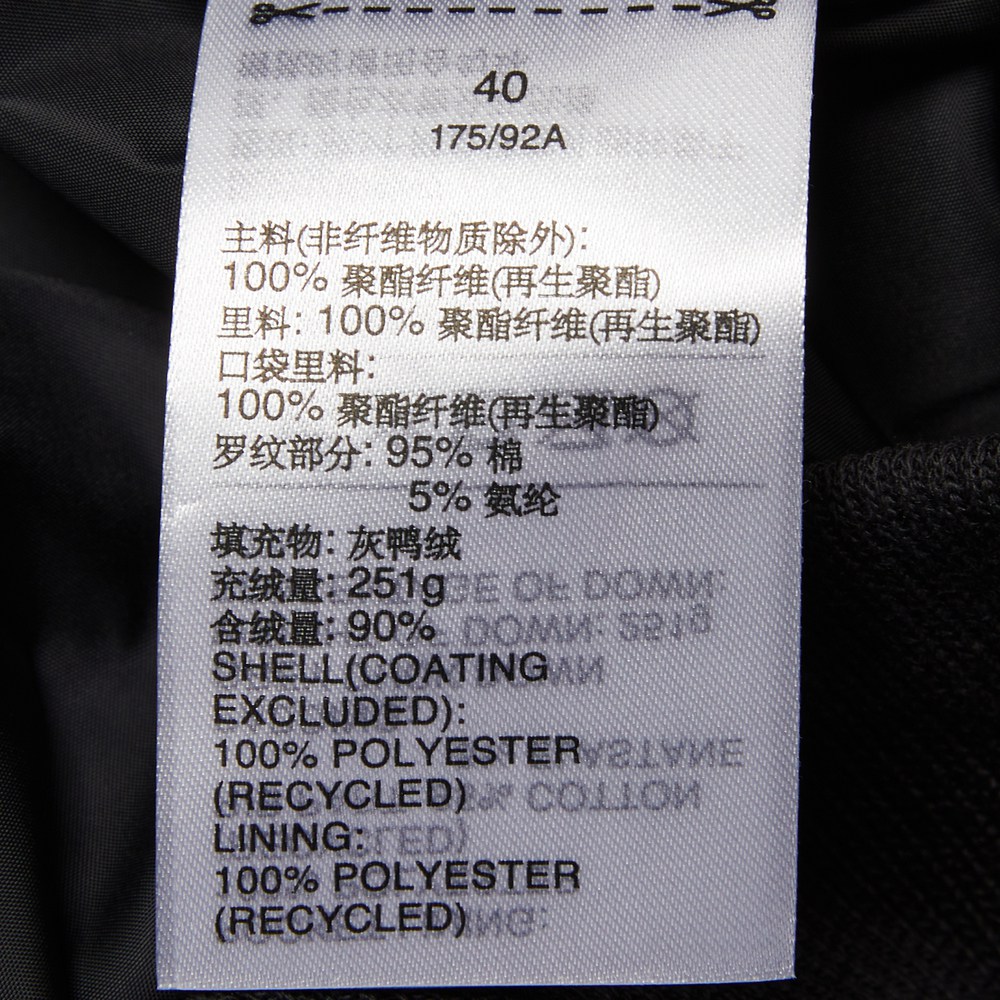 40
175/92A
主料(非纤维物质除外):
100% 聚酯纤维(再生聚酯)
里料: 100% 聚酯纤维(再生聚酯)
口袋里料:
100% 聚酯纤维(再生聚酯)
罗纹部分: 95% 棉
5% 氨纶
填充物: 灰鸭绒
充绒量: 251g
含绒量: 90%
SHELL(COATING
EXCLUDED):
100% POLYESTER
(RECYCLED)
LINING:
100% POLYESTER
(RECYCLED)